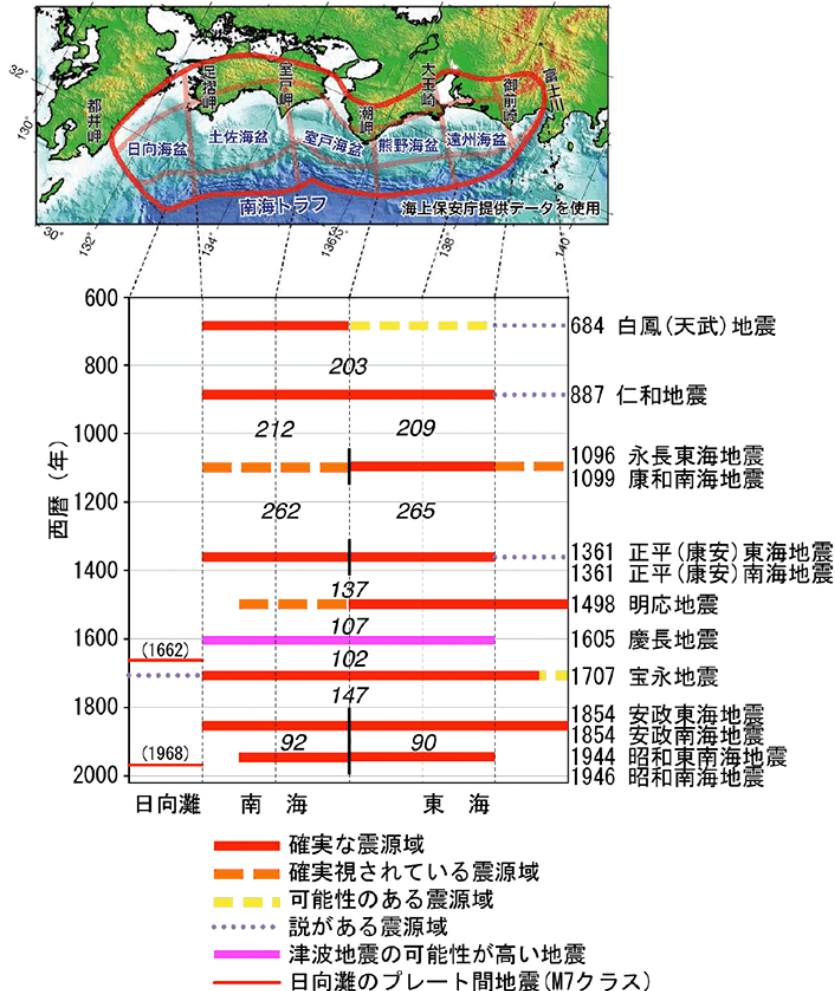 32°
130°
都井岬
足摺岬
室戸岬
潮岬
大王崎
御前崎
富士川
日向海盆
土佐海盆
室戸海盆
熊野海盆
遠州海盆
南海トラフ
海上保安庁提供データを使用
30°
132°
134°
136°
32°
138°
140°
西暦（年）
600
800
1000
1200
1400
1600
1800
2000
684 白鳳(天武)地震
203
887 仁和地震
212
209
1096 永長東海地震
1099 康和南海地震
262
265
1361 正平(康安)東海地震
1361 正平(康安)南海地震
137
1498 明応地震
107
1605 慶長地震
(1662)
102
1707 宝永地震
147
1854 安政東海地震
1854 安政南海地震
92
90
1944 昭和東南海地震
(1968)
1946 昭和南海地震
日向灘 南 海 東 海
確実な震源域
確実視されている震源域
可能性のある震源域
説がある震源域
津波地震の可能性が高い地震
日向灘のプレート間地震(M7クラス)